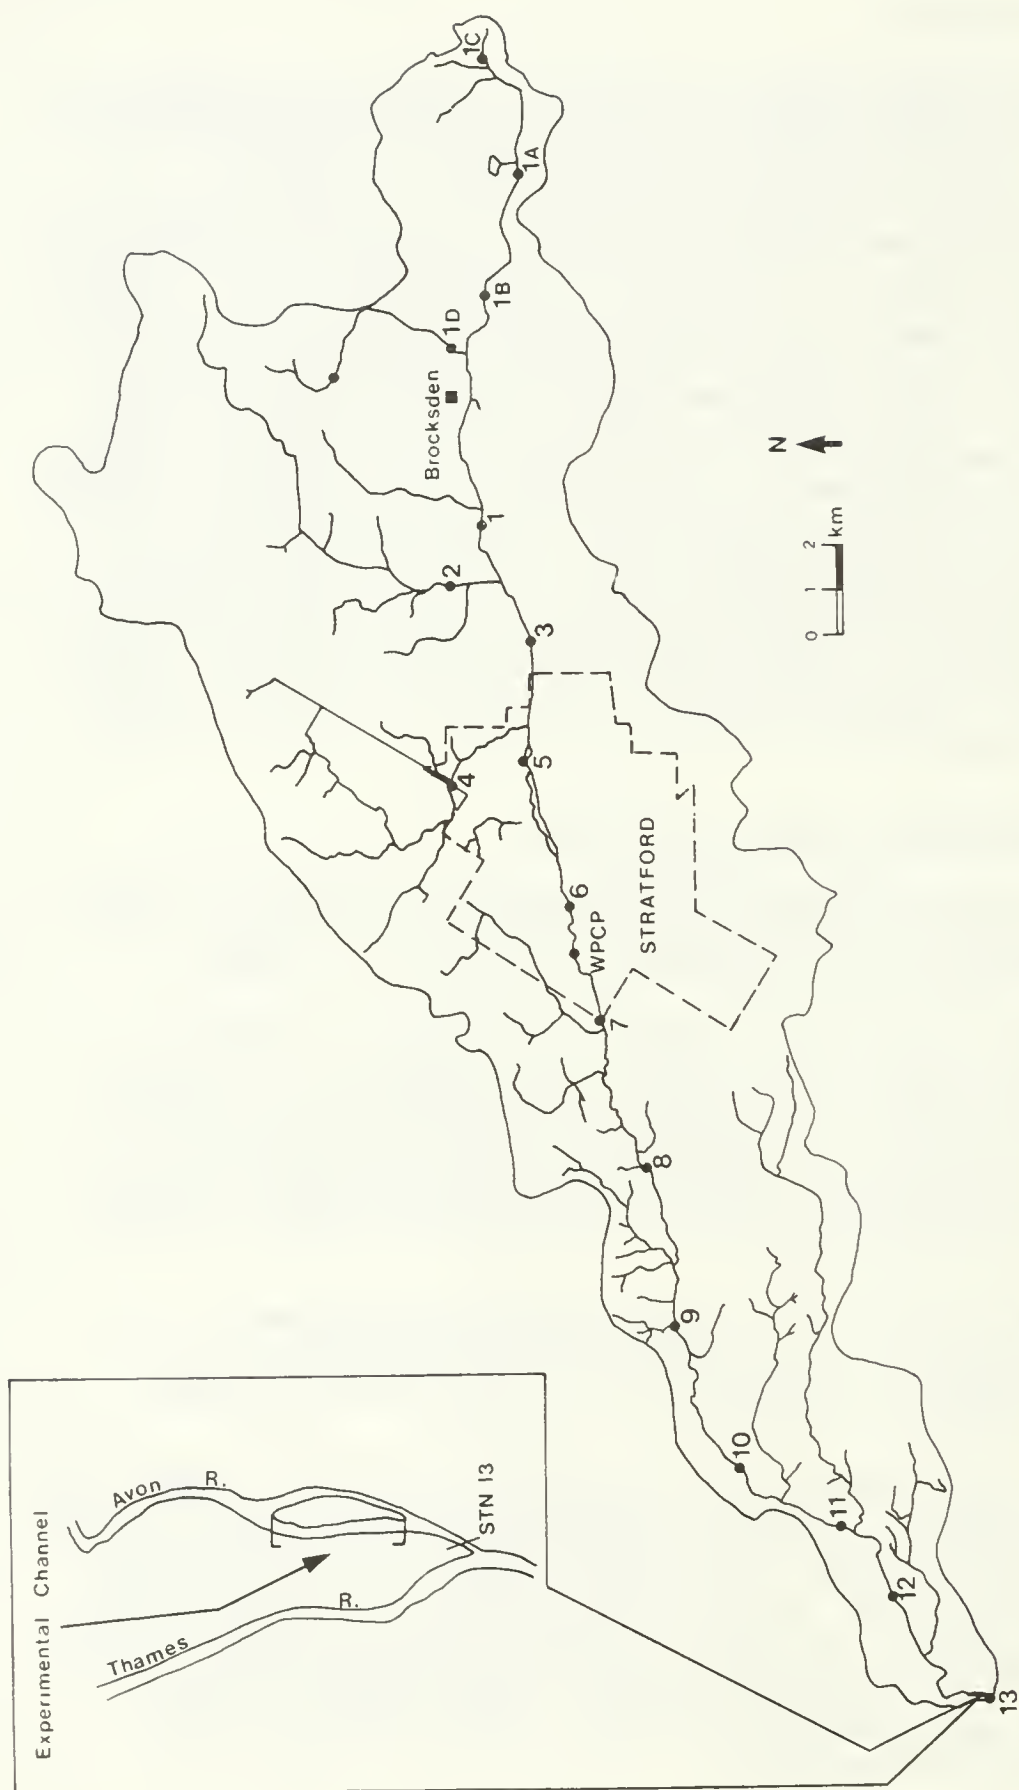 Experimental Channel
Avon R.
Thames R.
STN 13
1C
1A
1B
1D
Brocksden
1
2
3
4
5
6
WPCP
STRATFORD
7
8
9
10
11
12
13
N
0 1 2
km